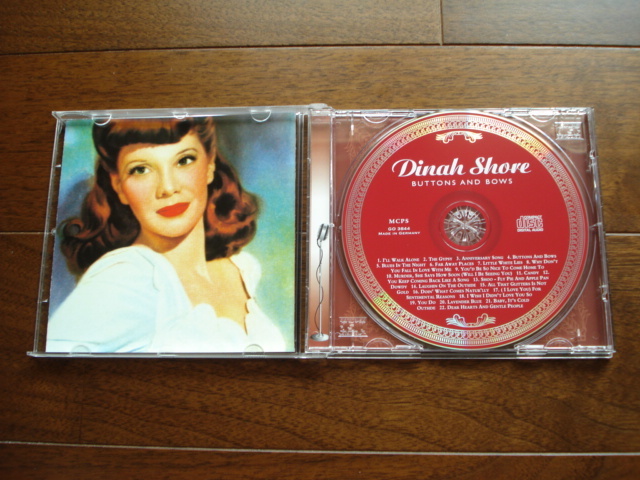 Dinah Shore
BUTTONS AND BOWS
MCPS
GO 3844
MADE IN GERMANY
COMPACT
DISC
DIGITAL AUDIO
1. I'LL WALK ALONE 2. THE GYPSY 3. ANNIVERSARY SONG 4. BUTTONS AND BOWS
5. BLUES IN THE NIGHT 6. FAR AWAY PLACES 7. LITTLE WHITE LIES 8. WHY DON'T
YOU FALL IN LOVE WITH ME 9. YOU'D BE SO NICE TO COME HOME TO
10. MURDER, SHE SAYS HOW SOON (WILL I BE SEEING YOU) 11. CANDY 12.
YOU KEEP COMING BACK LIKE A SONG 13. SHOO - FLY PIE AND APPLE PAN
DOWDY 14. LAUGHIN ON THE OUTSIDE 15. ALL THAT GLITTERS IS NOT
GOLD 16. DOIN' WHAT COMES NATUR'LLY 17. (I LOVE YOU) FOR
SENTIMENTAL REASONS 18. I WISH I DIDN'T LOVE YOU SO
19. YOU DO 20. LAVENDER BLUE 21. BABY, IT'S COLD
OUTSIDE 22. DEAR HEARTS AND GENTLE PEOPLE